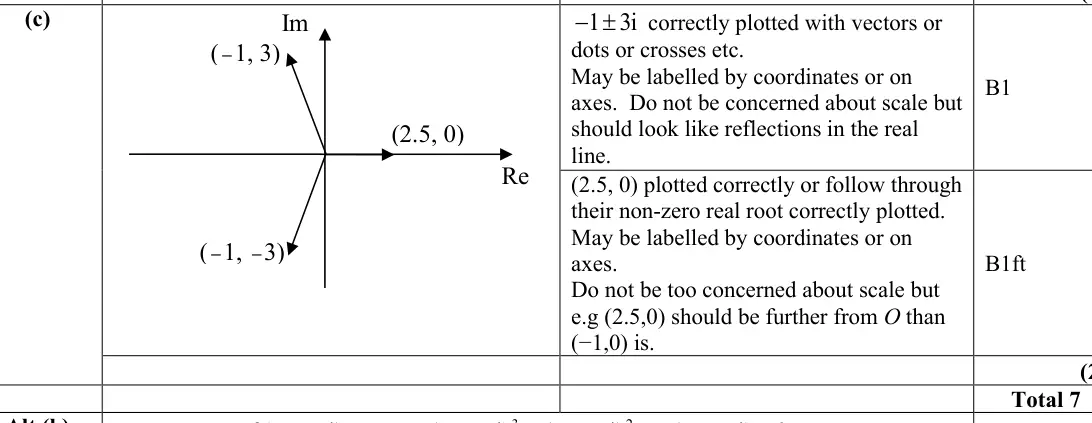 (c)
Im
(−1, 3)
(2.5, 0)
Re
(−1, −3)
−1 ± 3i correctly plotted with vectors or
dots or crosses etc.
May be labelled by coordinates or on
axes. Do not be concerned about scale but
should look like reflections in the real
line.
B1
(2.5, 0) plotted correctly or follow through
their non-zero real root correctly plotted.
May be labelled by coordinates or on
axes.
Do not be too concerned about scale but
e.g (2.5,0) should be further from O than
(−1,0) is.
B1ft
(2
Total 7